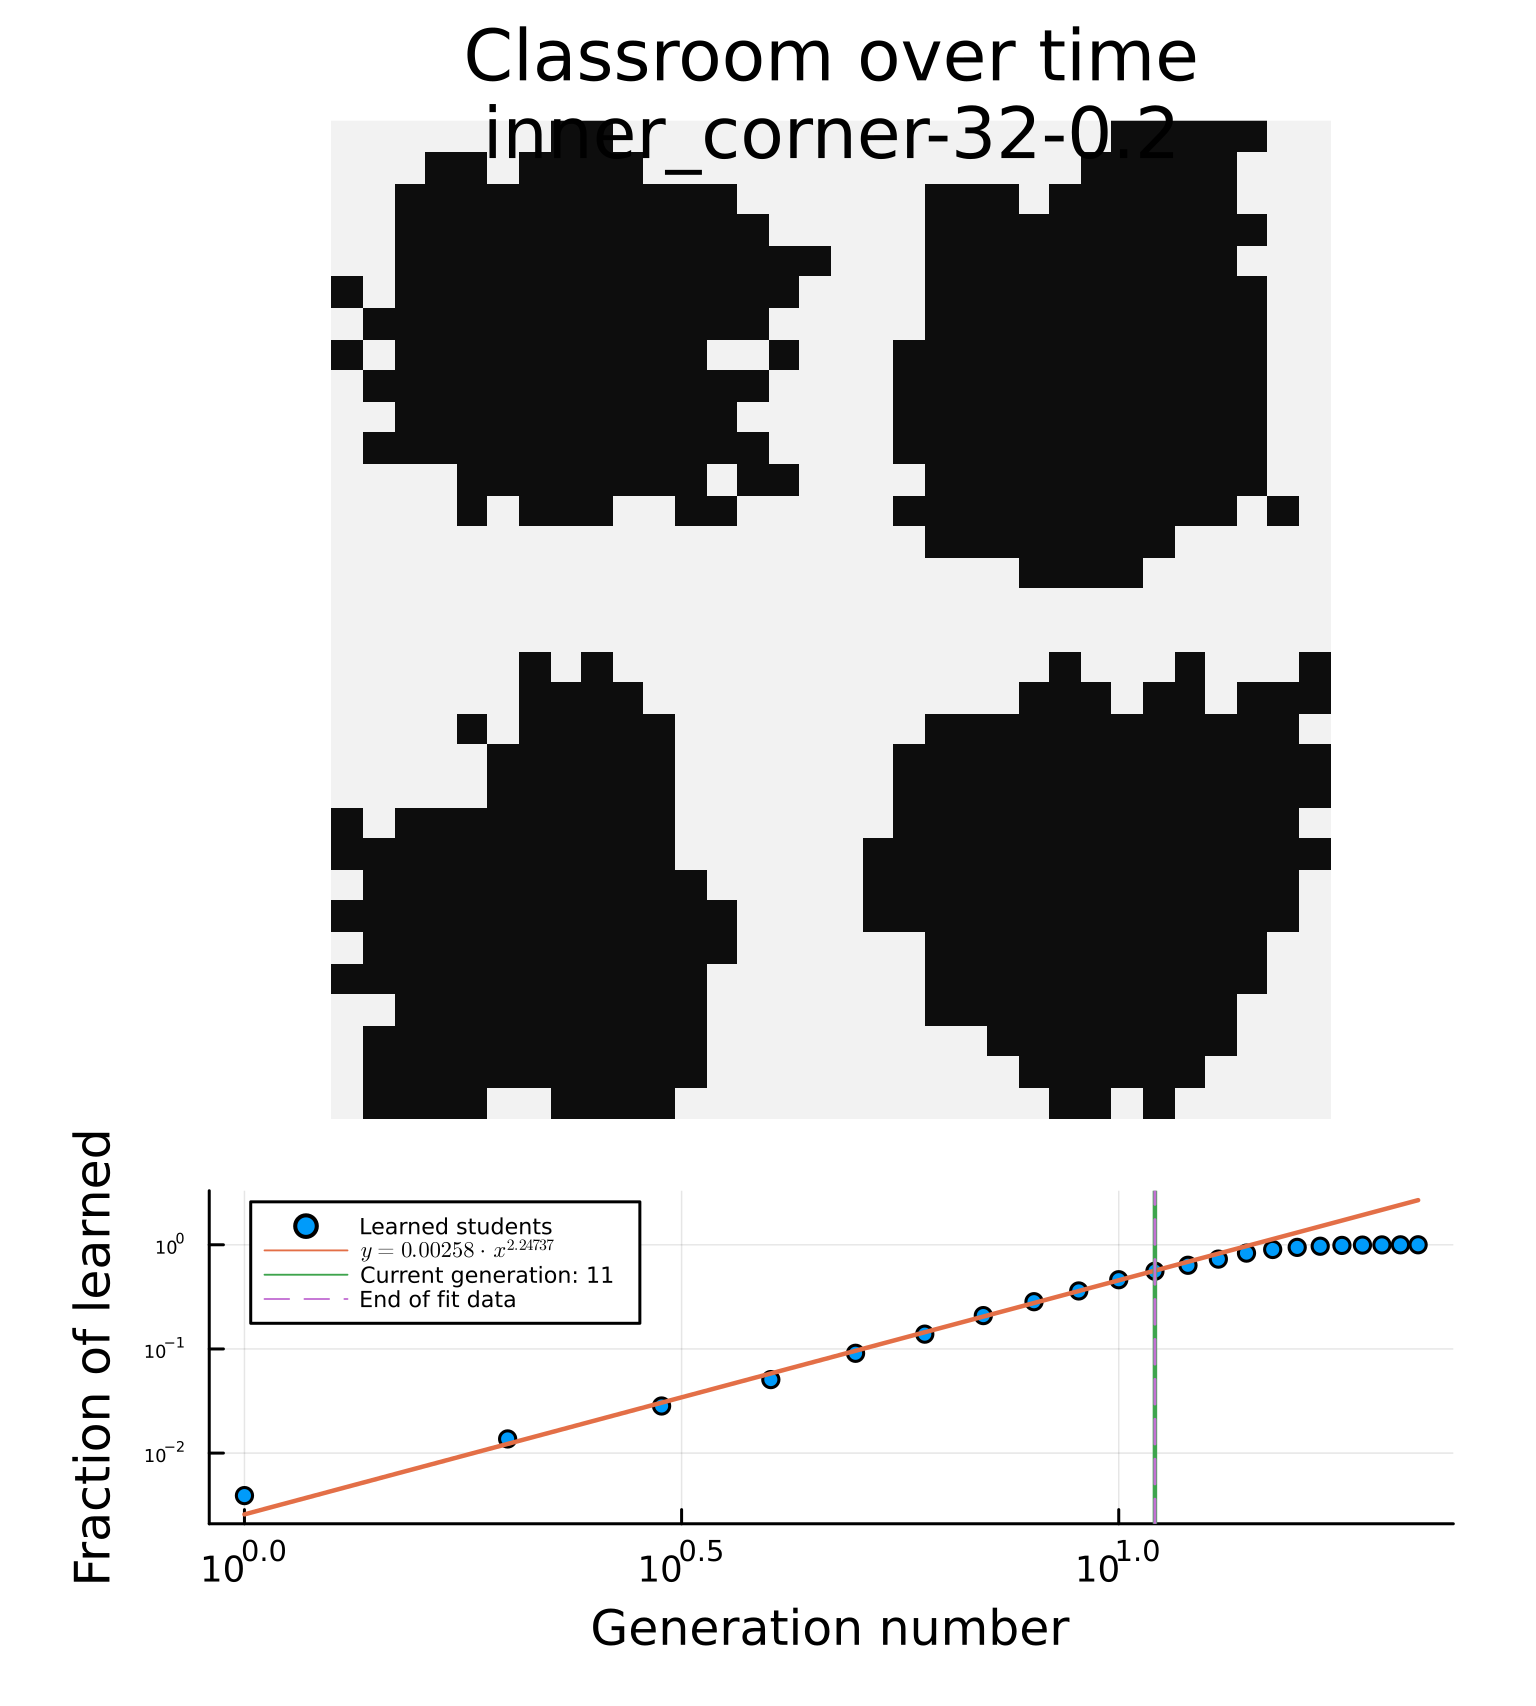 Classroom over time
inner_corner-32-0.2
Fraction of learned
Learned students
y = 0.00258 · x^2.24737
Current generation: 11
End of fit data
10^0
10^−1
10^−2
10^0.0
10^0.5
10^1.0
Generation number